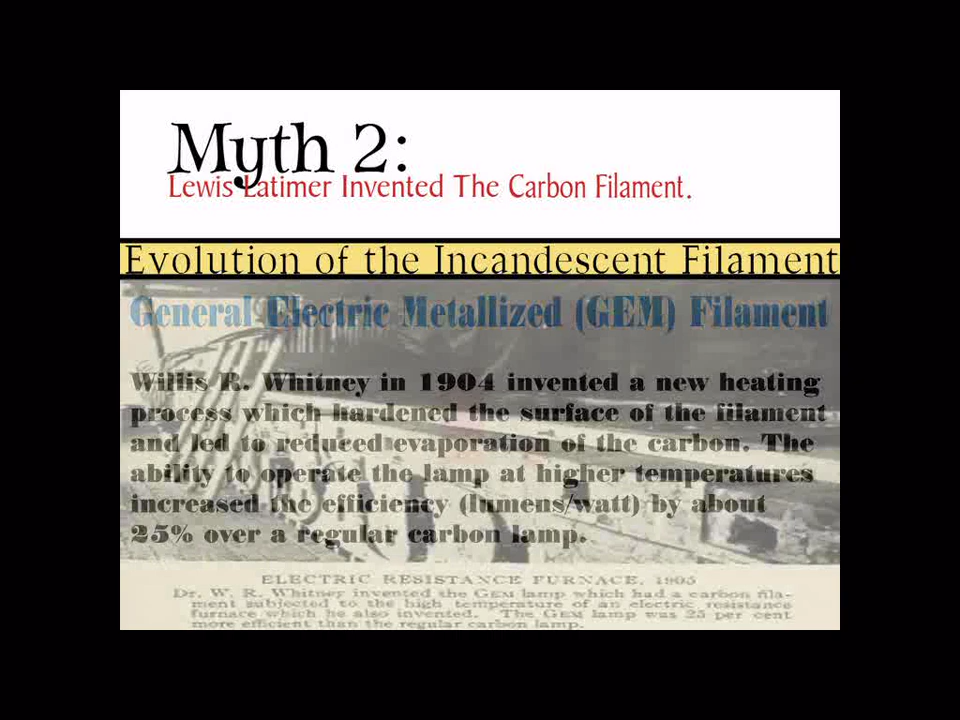 Myth 2:
Lewis Latimer Invented The Carbon Filament.
Evolution of the Incandescent Filament
General Electric Metallized (GEM) Filament
Willis R. Whitney in 1904 invented a new heating
process which hardened the surface of the filament
and led to reduced evaporation of the carbon. The
ability to operate the lamp at higher temperatures
increased the efficiency (lumens/watt) by about
25% over a regular carbon lamp.
ELECTRIC RESISTANCE FURNACE, 1905
Dr. W. R. Whitney invented the GEM lamp which had a carbon fila-
ment subjected to the high temperature of an electric resistance
furnace which he also invented. The GEM lamp was 25 per cent
more efficient than the regular carbon lamp.